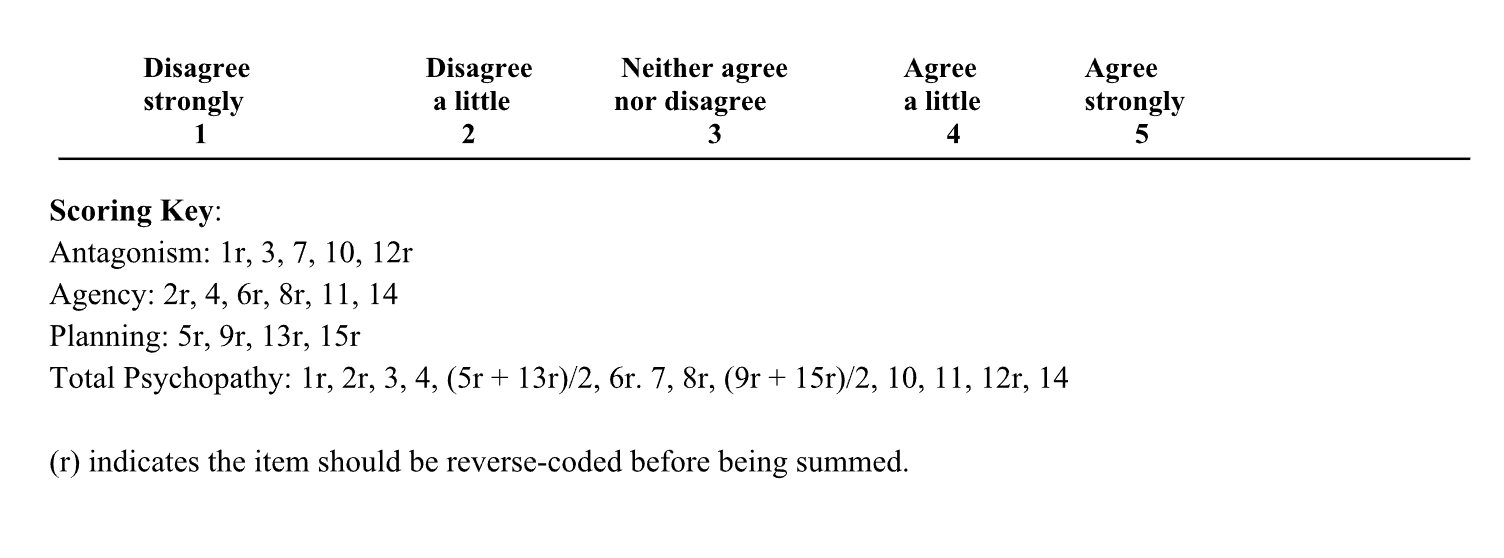 Disagree Disagree Neither agree Agree Agree
strongly a little nor disagree a little strongly
1 2 3 4 5
Scoring Key:
Antagonism: 1r, 3, 7, 10, 12r
Agency: 2r, 4, 6r, 8r, 11, 14
Planning: 5r, 9r, 13r, 15r
Total Psychopathy: 1r, 2r, 3, 4, (5r + 13r)/2, 6r. 7, 8r, (9r + 15r)/2, 10, 11, 12r, 14
(r) indicates the item should be reverse-coded before being summed.